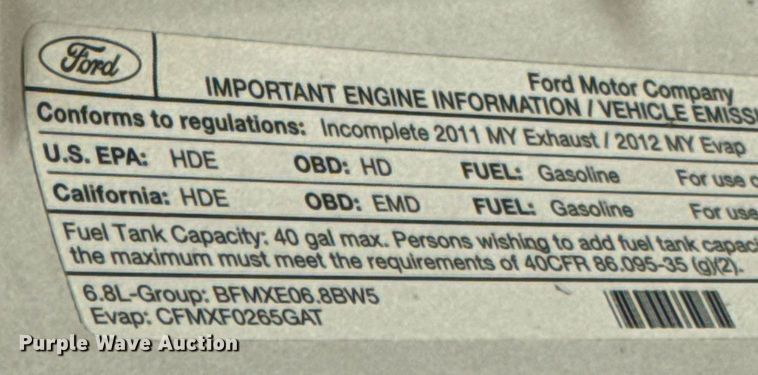 Ford
Ford Motor Company
IMPORTANT ENGINE INFORMATION / VEHICLE EMISSI
Conforms to regulations: Incomplete 2011 MY Exhaust / 2012 MY Evap
U.S. EPA: HDE OBD: HD FUEL: Gasoline For use
California: HDE OBD: EMD FUEL: Gasoline For use
Fuel Tank Capacity: 40 gal max. Persons wishing to add fuel tank capaci
the maximum must meet the requirements of 40CFR 86.095-35 (g)(2).
6.8L-Group: BFMXE06.8BW5
Evap: CFMXF0265GAT
Purple Wave Auction